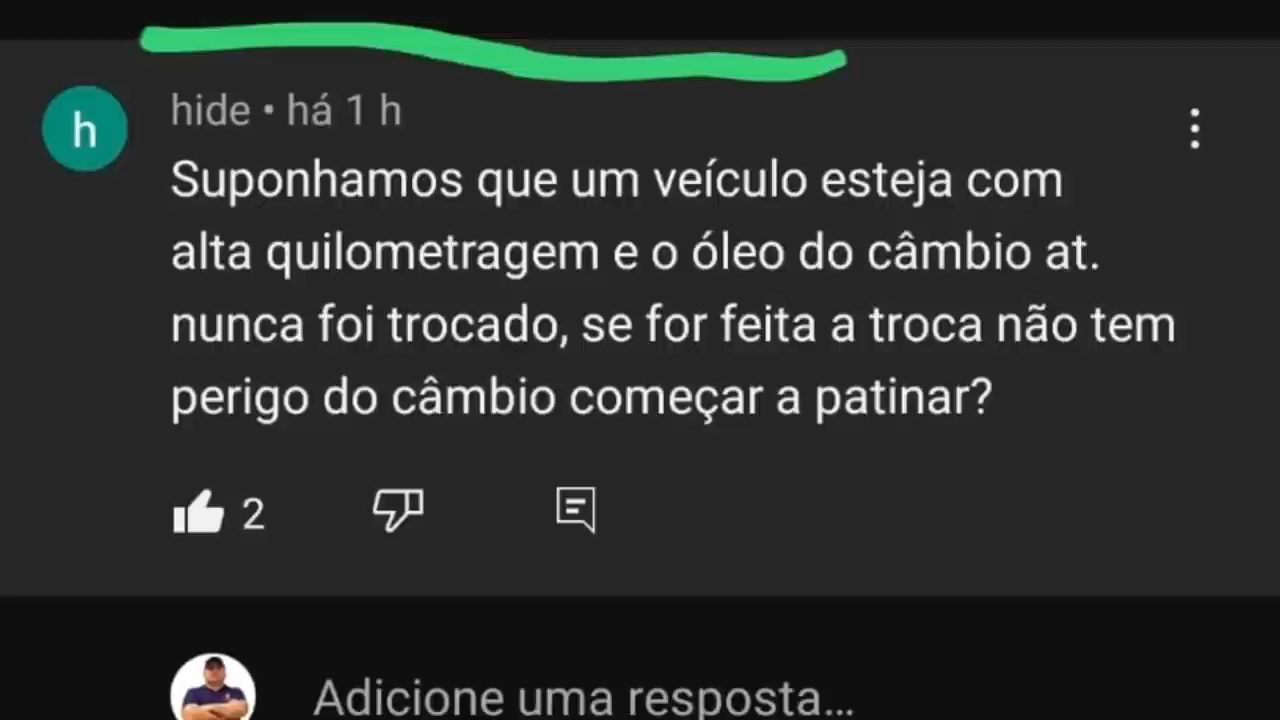 h
hide • há 1 h
Suponhamos que um veículo esteja com
alta quilometragem e o óleo do câmbio at.
nunca foi trocado, se for feita a troca não tem
perigo do câmbio começar a patinar?
2
Adicione uma resposta...